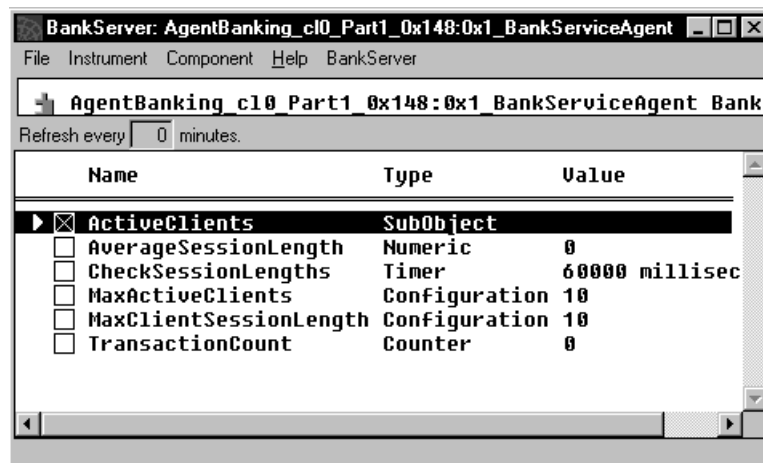 BankServer: AgentBanking_cl0_Part1_0x148:0x1_BankServiceAgent
File Instrument Component Help BankServer
AgentBanking_cl0_Part1_0x148:0x1_BankServiceAgent Bank
Refresh every 0 minutes.
Name Type Value
ActiveClients SubObject
AverageSessionLength Numeric 0
CheckSessionLengths Timer 60000 millisec
MaxActiveClients Configuration 10
MaxClientSessionLength Configuration 10
TransactionCount Counter 0